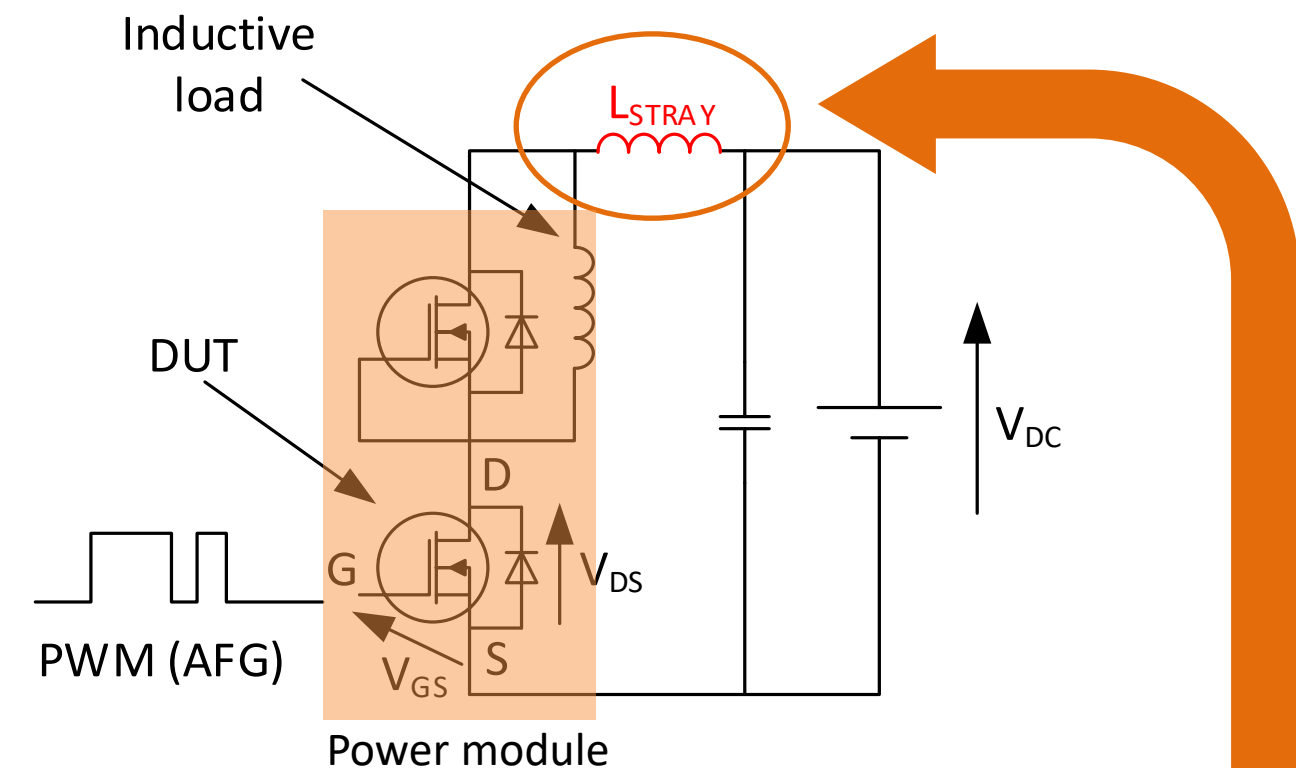 Inductive
load
LSTRAY
DUT
VDC
D
G
VDS
PWM (AFG)
VGS
S
Power module